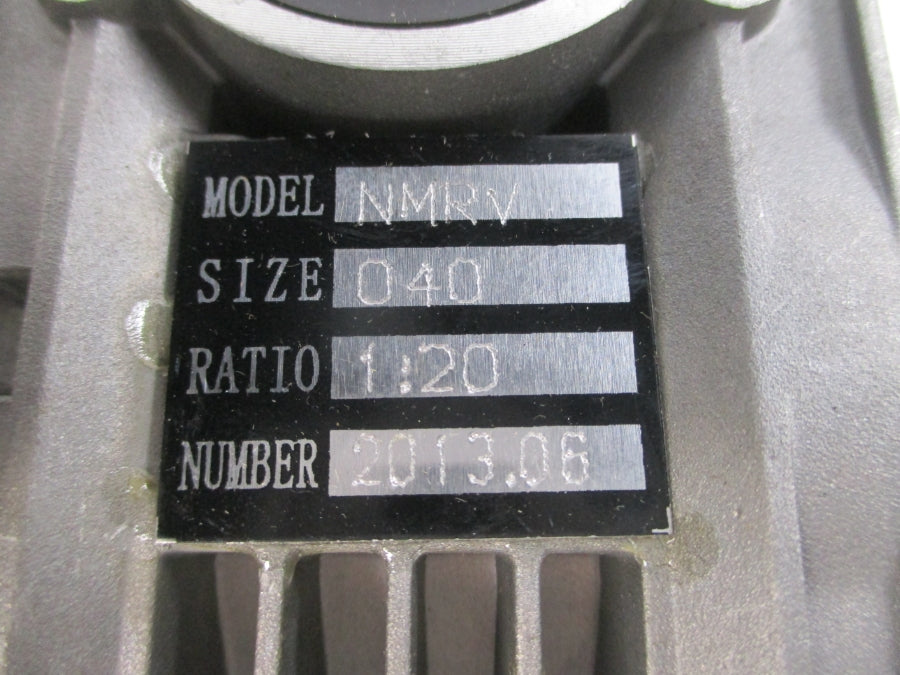 MODEL NMRV
SIZE 040
RATIO 1:20
NUMBER 2013.06